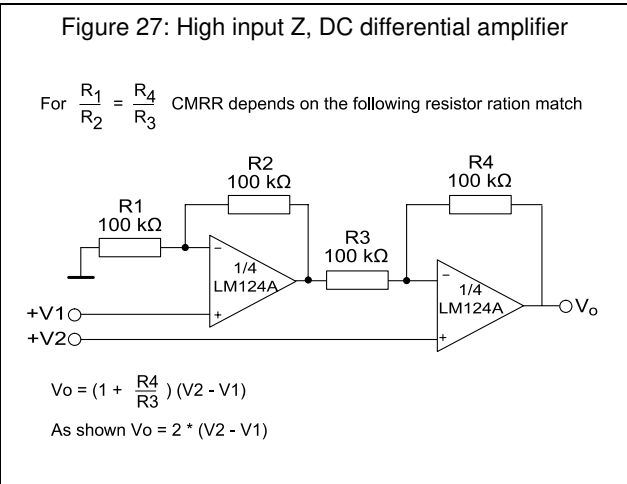 Figure 27: High input Z, DC differential amplifier
For R1/R2 = R4/R3 CMRR depends on the following resistor ration match
R2
100 kΩ
R4
100 kΩ
R1
100 kΩ
R3
100 kΩ
−
1/4
LM124A
+
−
1/4
LM124A
+
+V1
+V2
Vo
Vo = (1 + R4/R3 ) (V2 - V1)
As shown Vo = 2 * (V2 - V1)